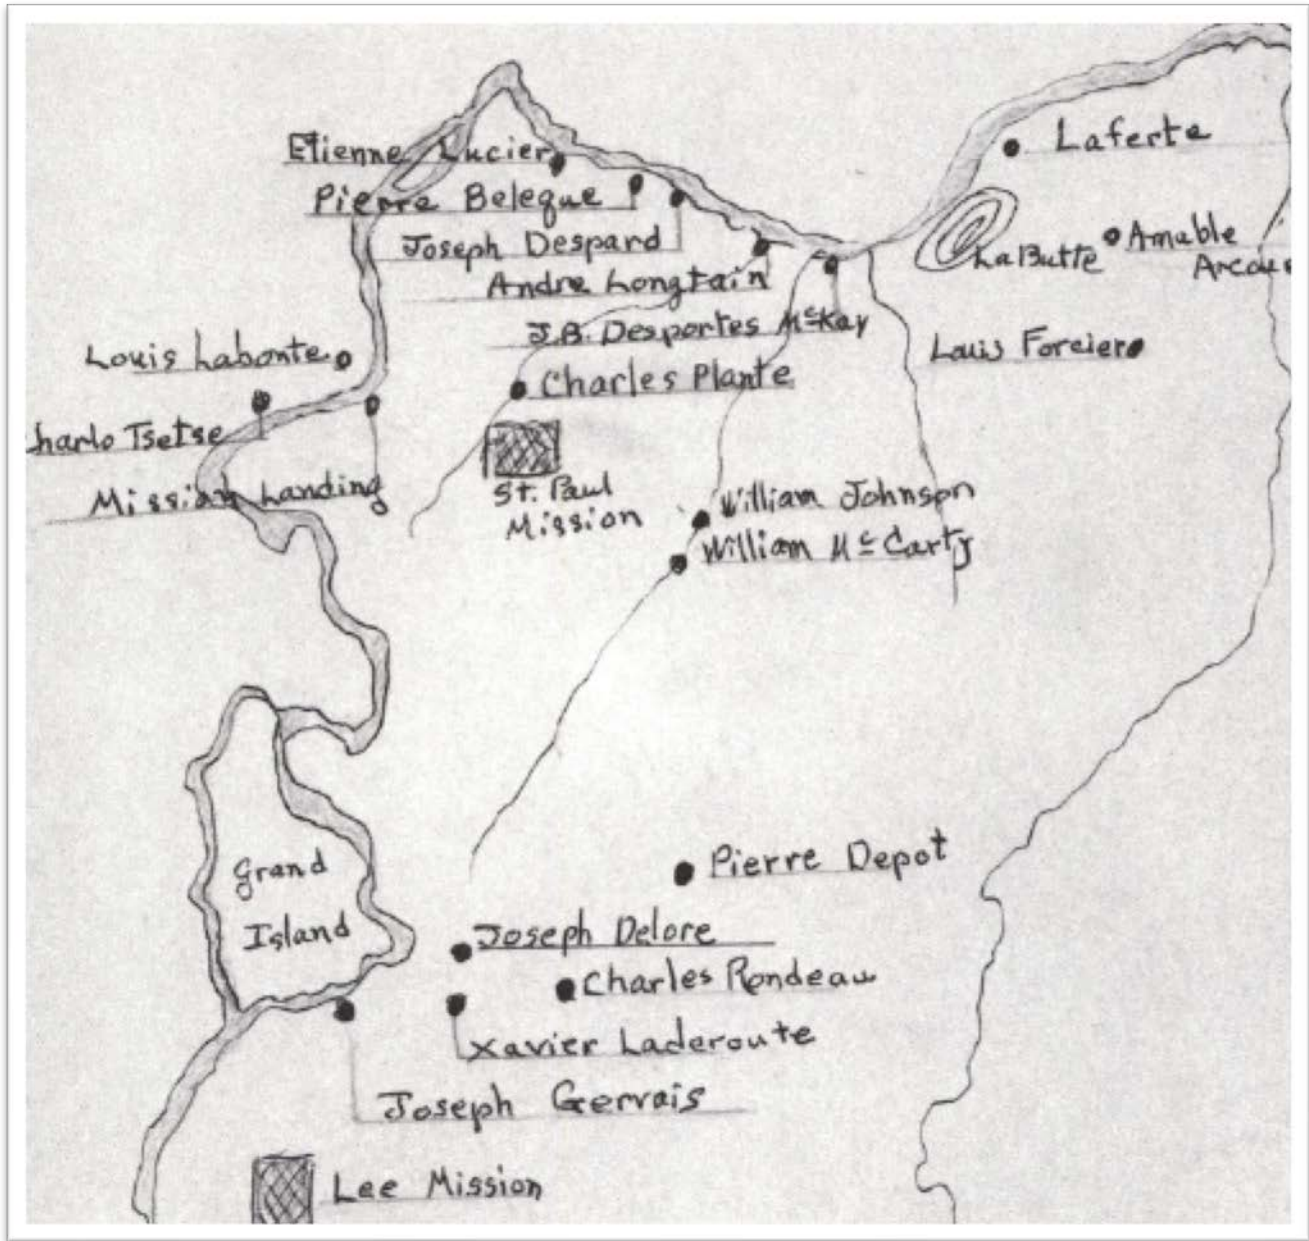 Laferte
Etienne Lucier
Pierre Beleque
Joseph Despard
LaButte
Amable
Arcou
Andre Longtain
J.B. Desportes McKay
Louis Forcier
Louis Labonte
Charles Plante
harlo Tsetse
Mission Landing
St. Paul
Mission
William Johnson
William McCarty
Pierre Depot
Grand
Island
Joseph Delore
Charles Rondeau
Xavier Laderoute
Joseph Gervais
Lee Mission